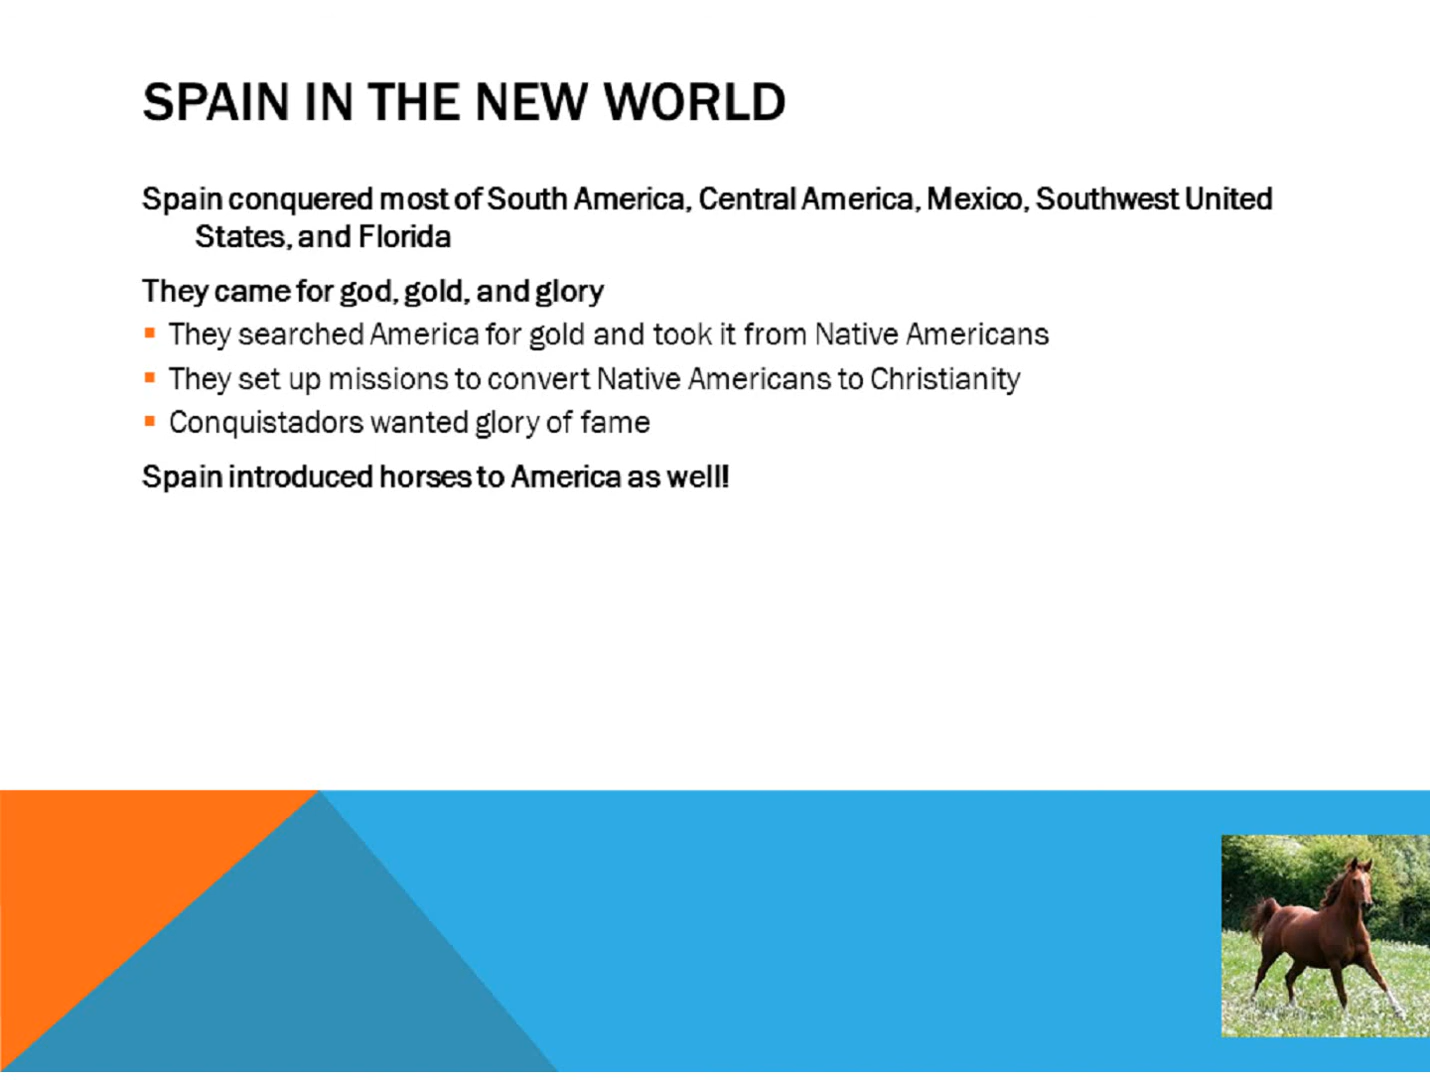 SPAIN IN THE NEW WORLD
Spain conquered most of South America, Central America, Mexico, Southwest United
States, and Florida
They came for god, gold, and glory
▪ They searched America for gold and took it from Native Americans
▪ They set up missions to convert Native Americans to Christianity
▪ Conquistadors wanted glory of fame
Spain introduced horses to America as well!